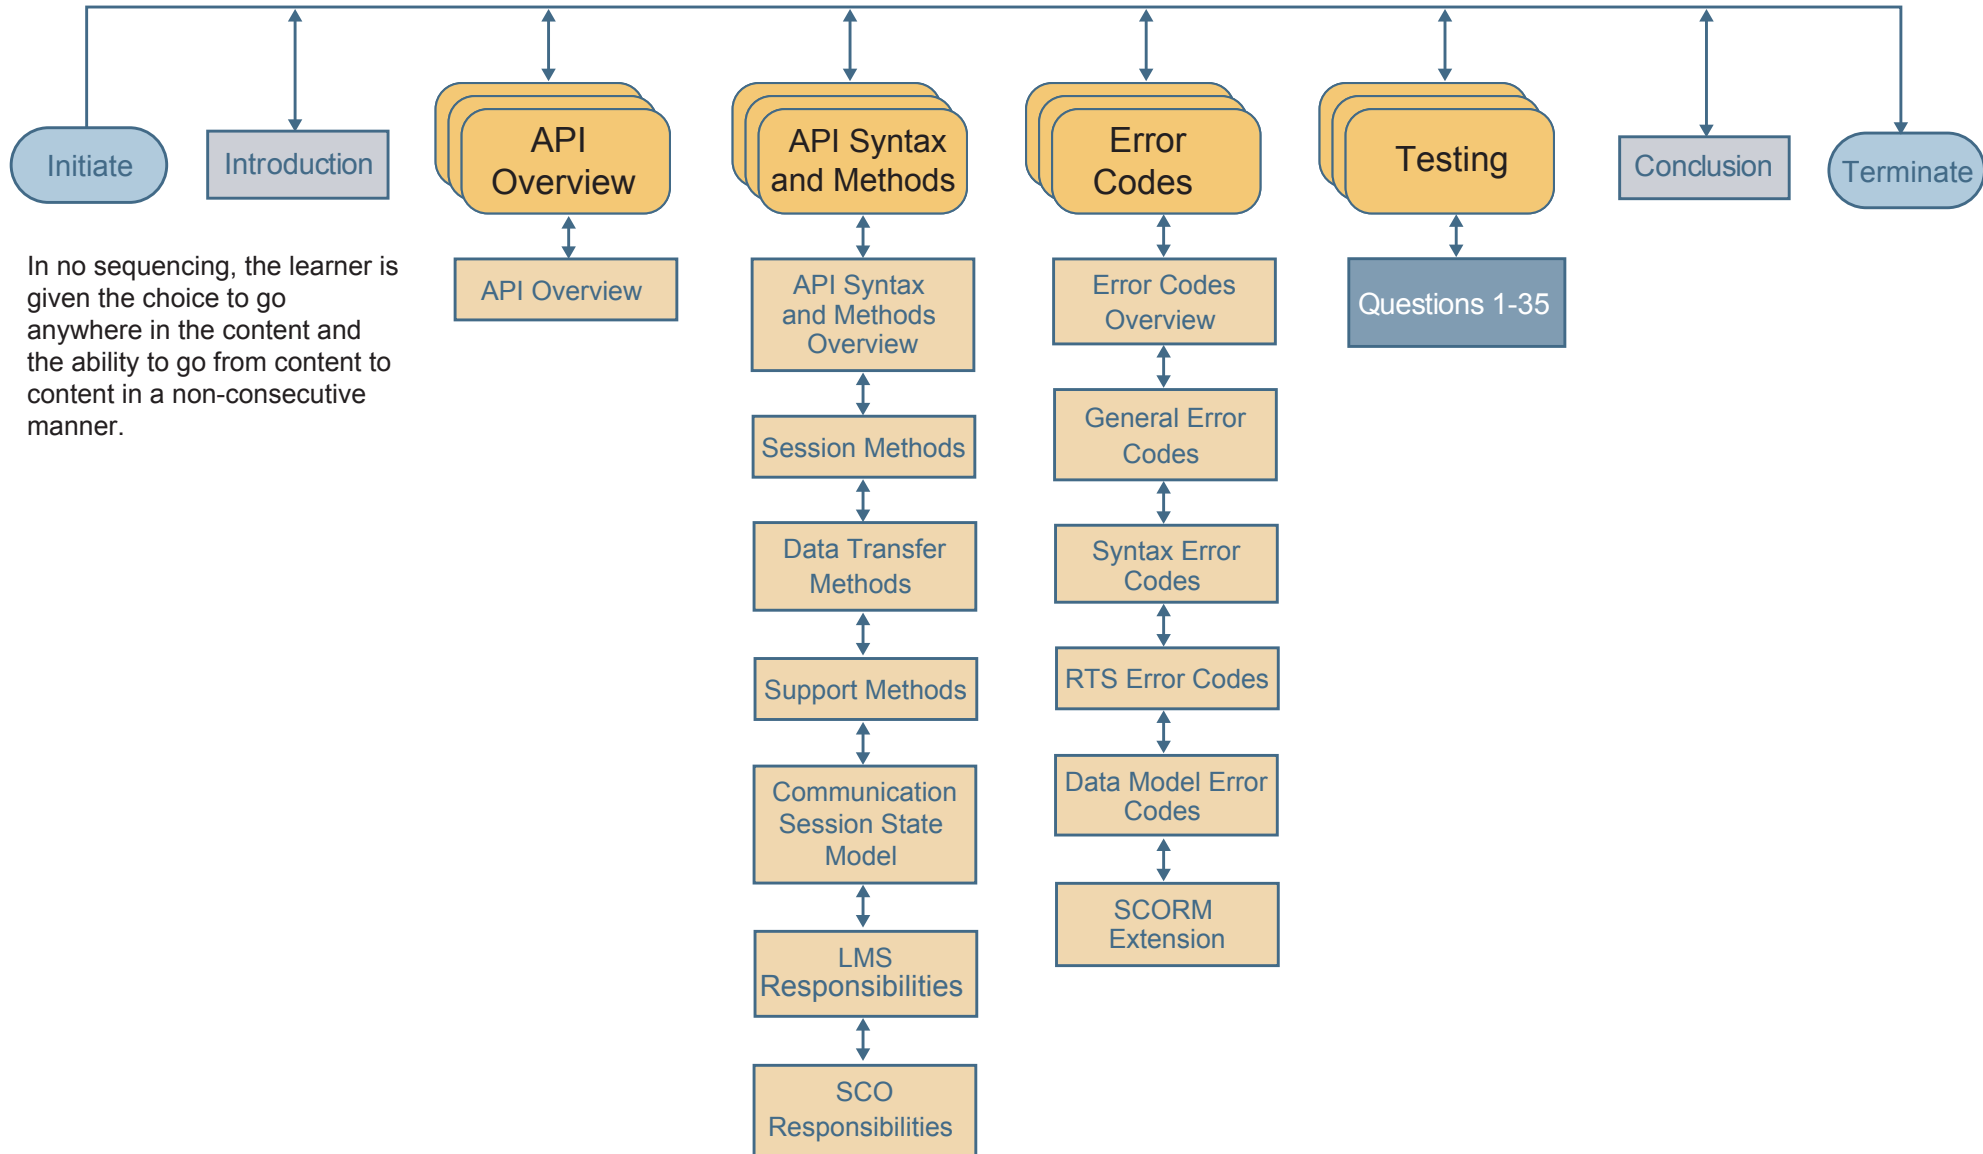 Initiate
Introduction
API
Overview
API Syntax
and Methods
Error
Codes
Testing
Conclusion
Terminate
In no sequencing, the learner is
given the choice to go
anywhere in the content and
the ability to go from content to
content in a non-consecutive
manner.
API Overview
API Syntax
and Methods
Overview
Session Methods
Data Transfer
Methods
Support Methods
Communication
Session State
Model
LMS
Responsibilities
SCO
Responsibilities
Error Codes
Overview
General Error
Codes
Syntax Error
Codes
RTS Error Codes
Data Model Error
Codes
SCORM
Extension
Questions 1-35